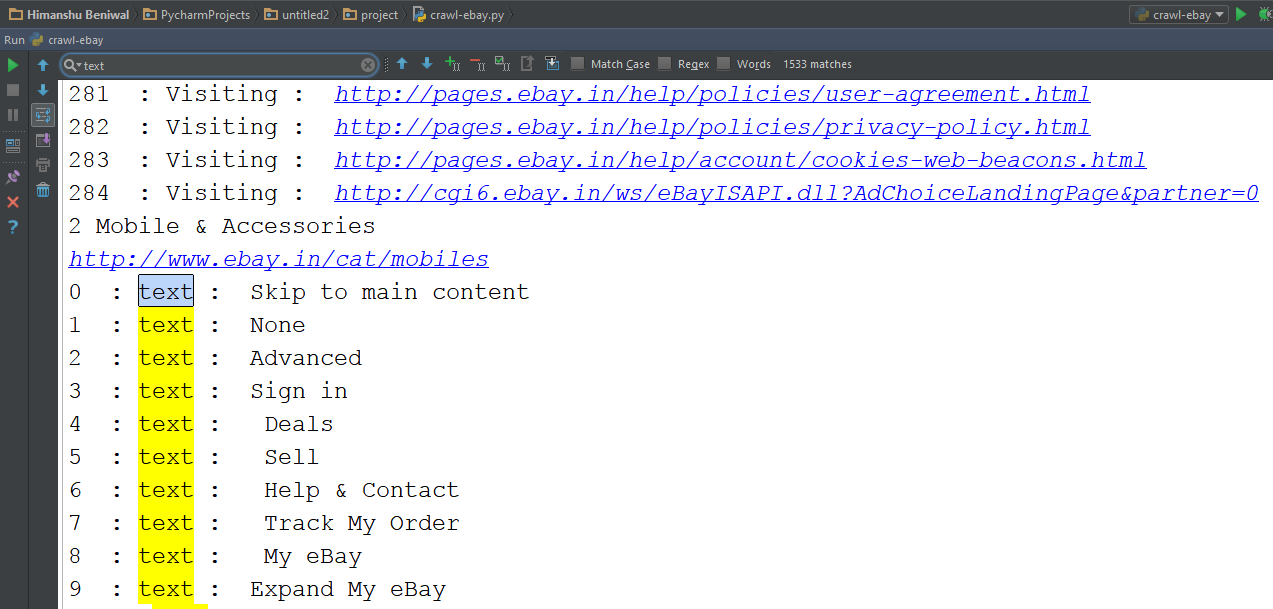 Himanshu Beniwal PycharmProjects untitled2 project crawl-ebay.py crawl-ebay
Run crawl-ebay
text Match Case Regex Words 1533 matches
281 : Visiting : http://pages.ebay.in/help/policies/user-agreement.html
282 : Visiting : http://pages.ebay.in/help/policies/privacy-policy.html
283 : Visiting : http://pages.ebay.in/help/account/cookies-web-beacons.html
284 : Visiting : http://cgi6.ebay.in/ws/eBayISAPI.dll?AdChoiceLandingPage&partner=0
2 Mobile & Accessories
http://www.ebay.in/cat/mobiles
0 : text : Skip to main content
1 : text : None
2 : text : Advanced
3 : text : Sign in
4 : text : Deals
5 : text : Sell
6 : text : Help & Contact
7 : text : Track My Order
8 : text : My eBay
9 : text : Expand My eBay